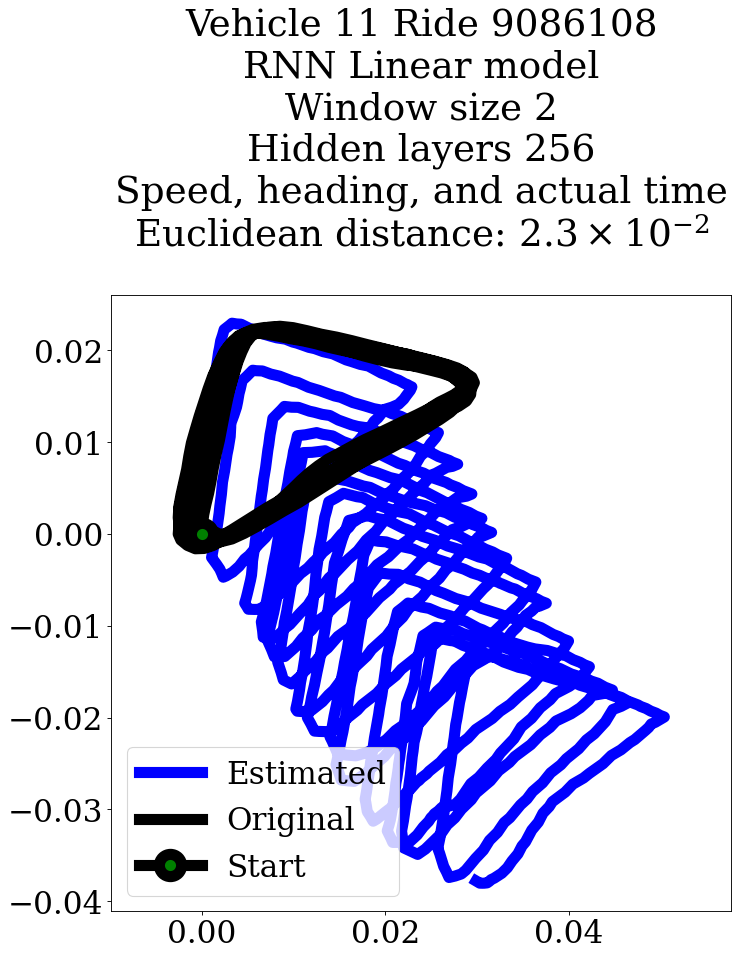 Vehicle 11 Ride 9086108
RNN Linear model
Window size 2
Hidden layers 256
Speed, heading, and actual time
Euclidean distance: 2.3 × 10⁻²
0.02
0.01
0.00
−0.01
−0.02
−0.03
−0.04
Estimated
Original
Start
0.00 0.02 0.04